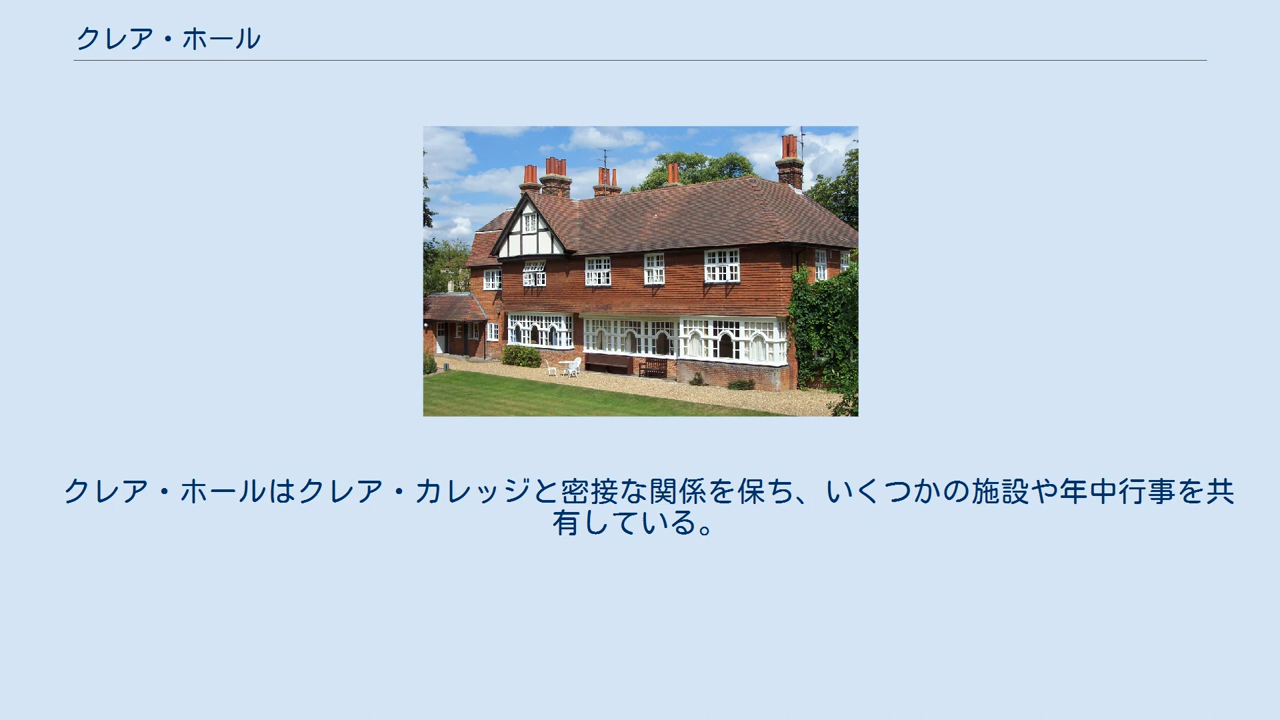 クレア・ホール
クレア・ホールはクレア・カレッジと密接な関係を保ち、いくつかの施設や年中行事を共
有している。